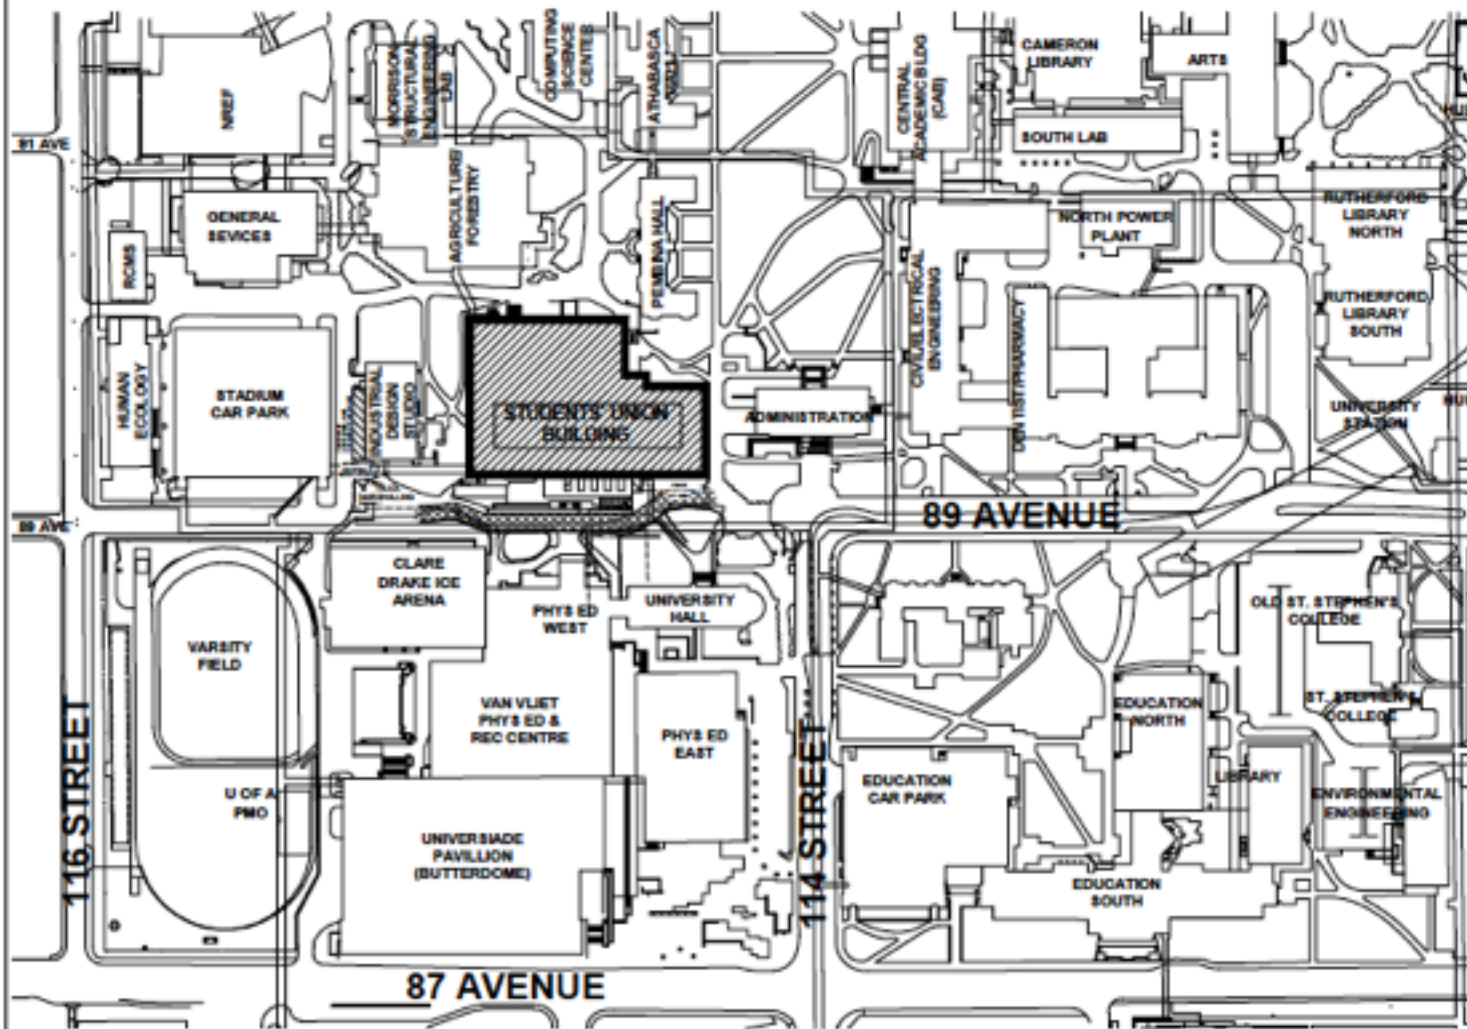 COMPUTING
SCIENCE
CENTER
MORRISON
STRUCTURAL
ENGINEERING
LAB
NREF
ATHABASCA
CENTRAL
ACADEMIC BLDG
(CAB)
CAMERON
LIBRARY
ARTS
SOUTH LAB
91 AVE
AGRICULTURE/
FORESTRY
GENERAL
SEVICES
RCMS
PEMBINA HALL
NORTH POWER
PLANT
RUTHERFORD
LIBRARY
NORTH
CIVIL/ELECTRICAL
ENGINEERING
DENTIST/PHARMACY
RUTHERFORD
LIBRARY
SOUTH
HUMAN
ECOLOGY
STADIUM
CAR PARK
INDUSTRIAL
DESIGN
STUDIO
STUDENTS' UNION
BUILDING
ADMINISTRATION
UNIVERSITY
STATION
89 AVE
89 AVENUE
CLARE
DRAKE ICE
ARENA
PHYS ED
WEST
UNIVERSITY
HALL
OLD ST. STEPHEN'S
COLLEGE
VARSITY
FIELD
116 STREET
VAN VLIET
PHYS ED &
REC CENTRE
PHYS ED
EAST
114 STREET
EDUCATION
NORTH
ST. STEPHEN'S
COLLEGE
U OF A
PMO
EDUCATION
CAR PARK
LIBRARY
ENVIRONMENTAL
ENGINEERING
UNIVERSIADE
PAVILLION
(BUTTERDOME)
EDUCATION
SOUTH
87 AVENUE